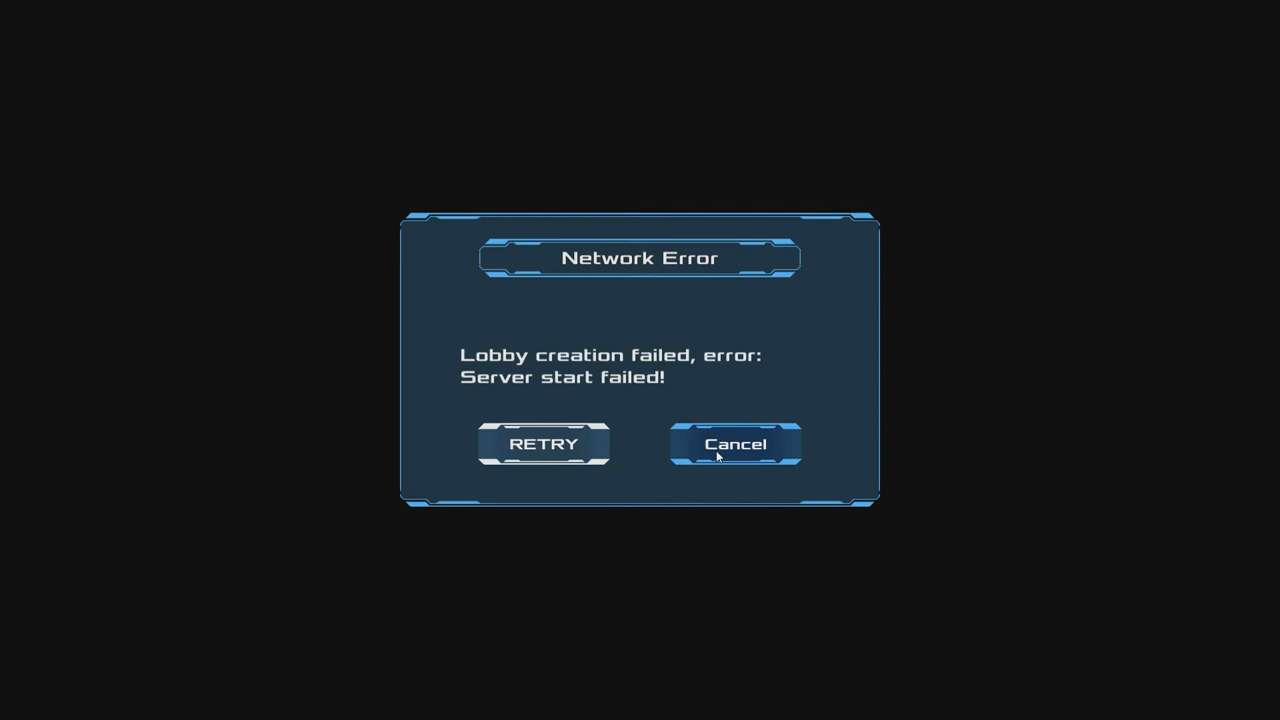 Network Error
Lobby creation failed, error:
Server start failed!
RETRY
Cancel